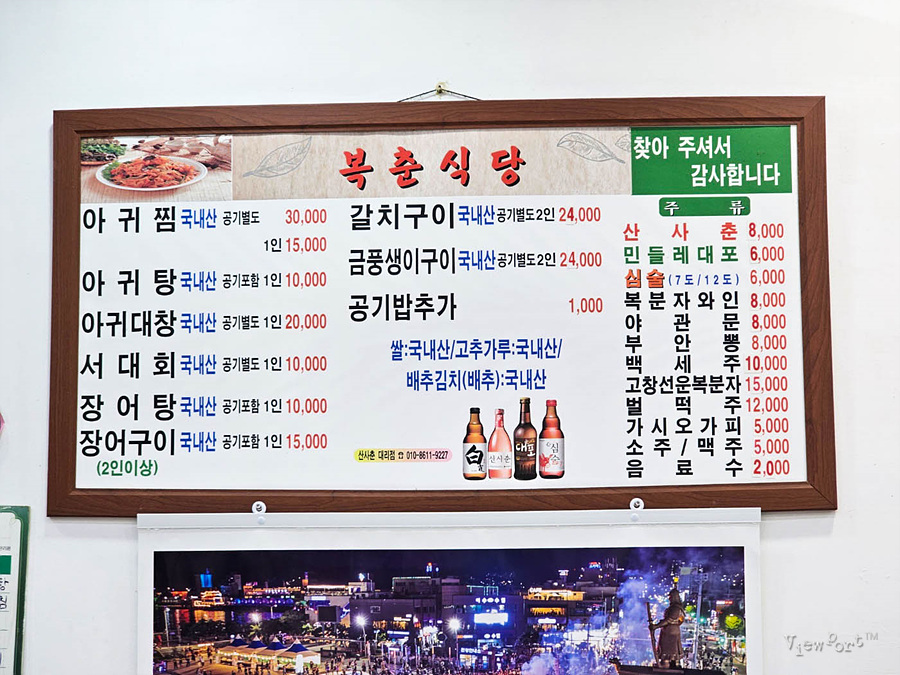 복춘식당
찾아 주셔서
감사합니다
아귀찜 국내산 공기별도 30,000
1인 15,000
아귀탕 국내산 공기포함 1인 10,000
아귀대창 국내산 공기별도 1인 20,000
서대회 국내산 공기별도 1인 10,000
장어탕 국내산 공기포함 1인 10,000
장어구이 국내산 공기포함 1인 15,000
(2인이상)
갈치구이 국내산 공기별도 2인 24,000
금풍생이구이 국내산 공기별도 2인 24,000
공기밥추가 1,000
쌀:국내산/고추가루:국내산/
배추김치(배추):국내산
산사춘 대리점 ☎ 010-8611-9227
산사춘
대포
심술
주류
산사춘 8,000
민들레대포 6,000
심술 (7도/12도) 6,000
복분자와인 8,000
야관문 8,000
부안뽕 8,000
백세주 10,000
고창선운복분자 15,000
벌떡주 12,000
가시오가피 5,000
소주/맥주 5,000
음료수 2,000
ViewPort™